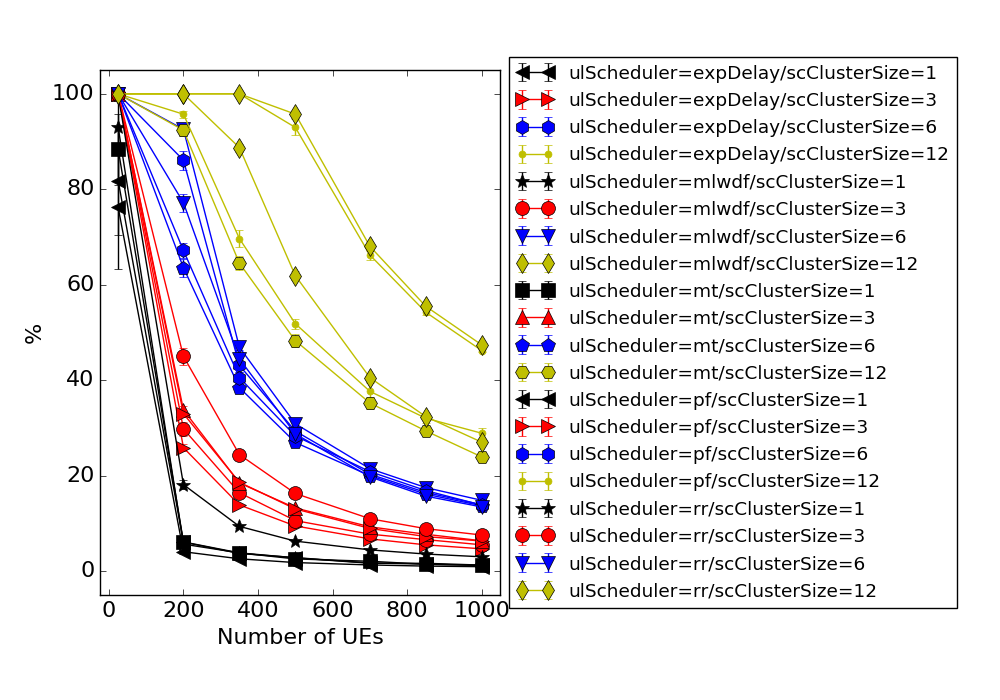 100
80
60
40
20
0
%
0 200 400 600 800 1000
Number of UEs
ulScheduler=expDelay/scClusterSize=1
ulScheduler=expDelay/scClusterSize=3
ulScheduler=expDelay/scClusterSize=6
ulScheduler=expDelay/scClusterSize=12
ulScheduler=mlwdf/scClusterSize=1
ulScheduler=mlwdf/scClusterSize=3
ulScheduler=mlwdf/scClusterSize=6
ulScheduler=mlwdf/scClusterSize=12
ulScheduler=mt/scClusterSize=1
ulScheduler=mt/scClusterSize=3
ulScheduler=mt/scClusterSize=6
ulScheduler=mt/scClusterSize=12
ulScheduler=pf/scClusterSize=1
ulScheduler=pf/scClusterSize=3
ulScheduler=pf/scClusterSize=6
ulScheduler=pf/scClusterSize=12
ulScheduler=rr/scClusterSize=1
ulScheduler=rr/scClusterSize=3
ulScheduler=rr/scClusterSize=6
ulScheduler=rr/scClusterSize=12